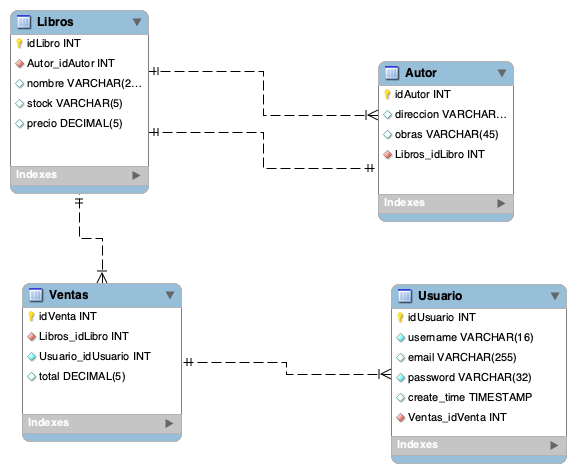 Libros
idLibro INT
Autor_idAutor INT
nombre VARCHAR(2...
stock VARCHAR(5)
precio DECIMAL(5)
Indexes
Autor
idAutor INT
direccion VARCHAR...
obras VARCHAR(45)
Libros_idLibro INT
Indexes
Ventas
idVenta INT
Libros_idLibro INT
Usuario_idUsuario INT
total DECIMAL(5)
Indexes
Usuario
idUsuario INT
username VARCHAR(16)
email VARCHAR(255)
password VARCHAR(32)
create_time TIMESTAMP
Ventas_idVenta INT
Indexes